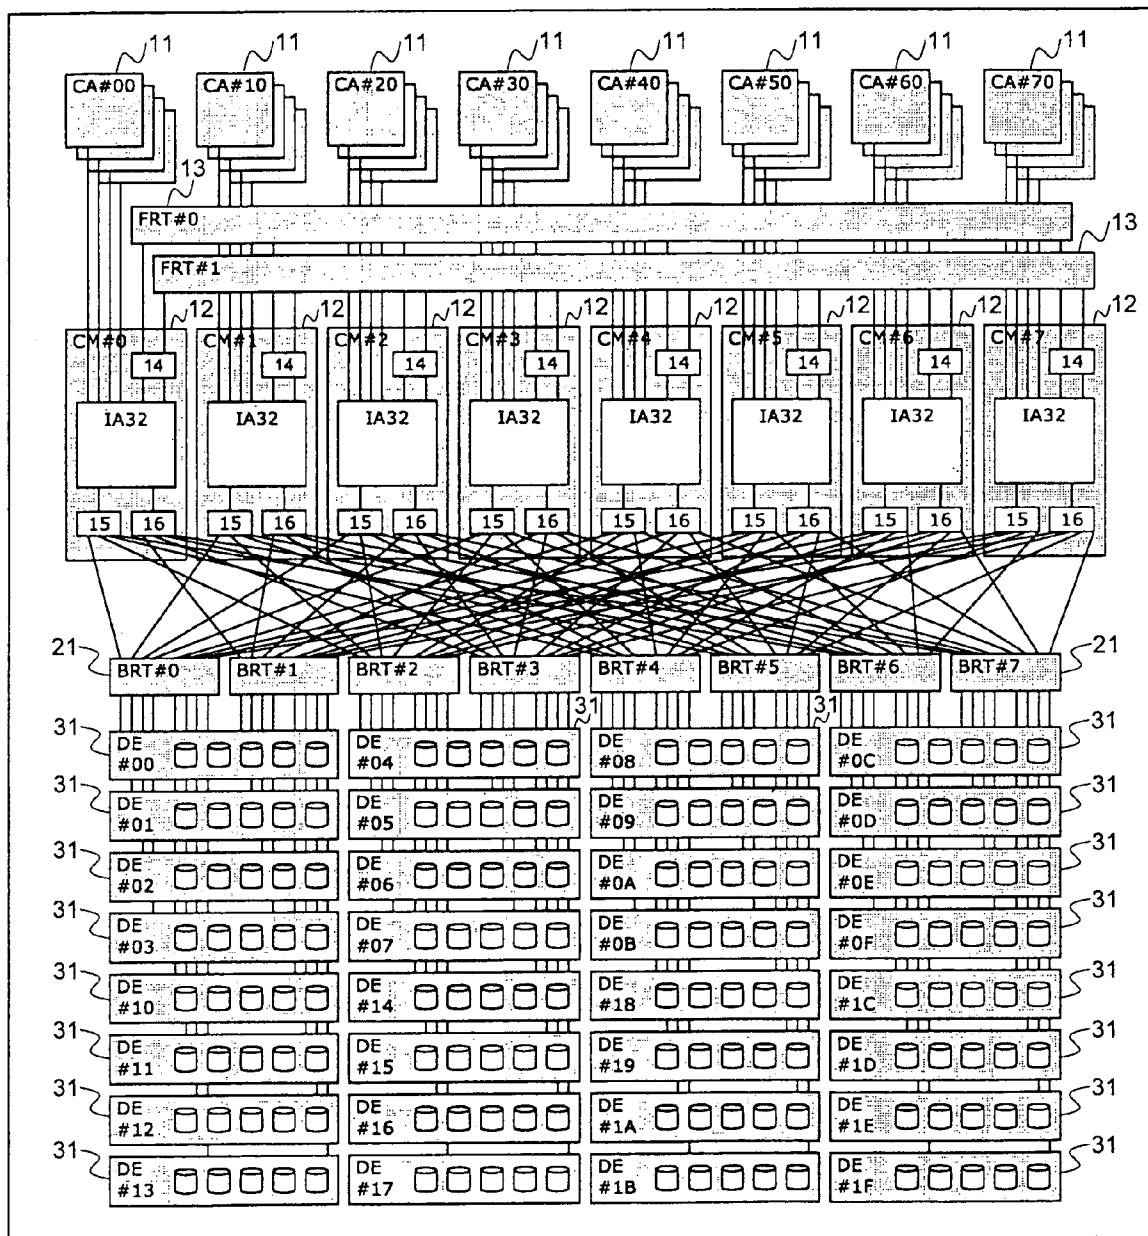 11 11 11 11 11 11 11 11
CA#00 CA#10 CA#20 CA#30 CA#40 CA#50 CA#60 CA#70
13
FRT#0
13
FRT#1
12 12 12 12 12 12 12 12
CM#0 CM#1 CM#2 CM#3 CM#4 CM#5 CM#6 CM#7
14 14 14 14 14 14 14 14
IA32 IA32 IA32 IA32 IA32 IA32 IA32 IA32
15 16 15 16 15 16 15 16 15 16 15 16 15 16 15 16
21 BRT#0 BRT#1 BRT#2 BRT#3 BRT#4 BRT#5 BRT#6 BRT#7 21
31 31 31 31
DE DE DE DE
#00 #04 #08 #0C
31 31
DE DE DE DE
#01 #05 #09 #0D
31 31
DE DE DE DE
#02 #06 #0A #0E
31 31
DE DE DE DE
#03 #07 #0B #0F
31 31
DE DE DE DE
#10 #14 #18 #1C
31 31
DE DE DE DE
#11 #15 #19 #1D
31 31
DE DE DE DE
#12 #16 #1A #1E
31 31
DE DE DE DE
#13 #17 #1B #1F